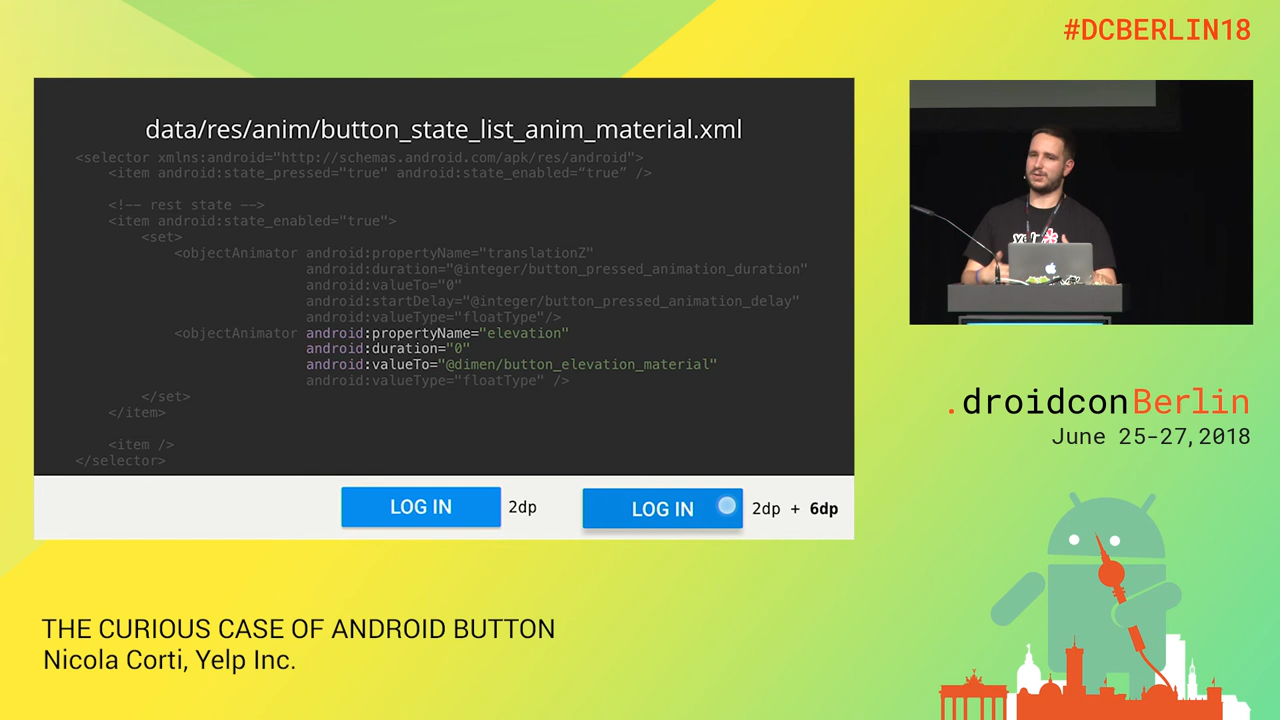 #DCBERLIN18
data/res/anim/button_state_list_anim_material.xml
<selector xmlns:android="http://schemas.android.com/apk/res/android">
<item android:state_pressed="true" android:state_enabled=“true” />
<!-- rest state -->
<item android:state_enabled="true">
<set>
<objectAnimator android:propertyName="translationZ"
android:duration="@integer/button_pressed_animation_duration"
android:valueTo="0"
android:startDelay="@integer/button_pressed_animation_delay"
android:valueType="floatType"/>
<objectAnimator android:propertyName="elevation"
android:duration="0"
android:valueTo="@dimen/button_elevation_material"
android:valueType="floatType" />
</set>
</item>
<item />
</selector>
LOG IN 2dp LOG IN 2dp + 6dp
.droidconBerlin
June 25-27,2018
THE CURIOUS CASE OF ANDROID BUTTON
Nicola Corti, Yelp Inc.